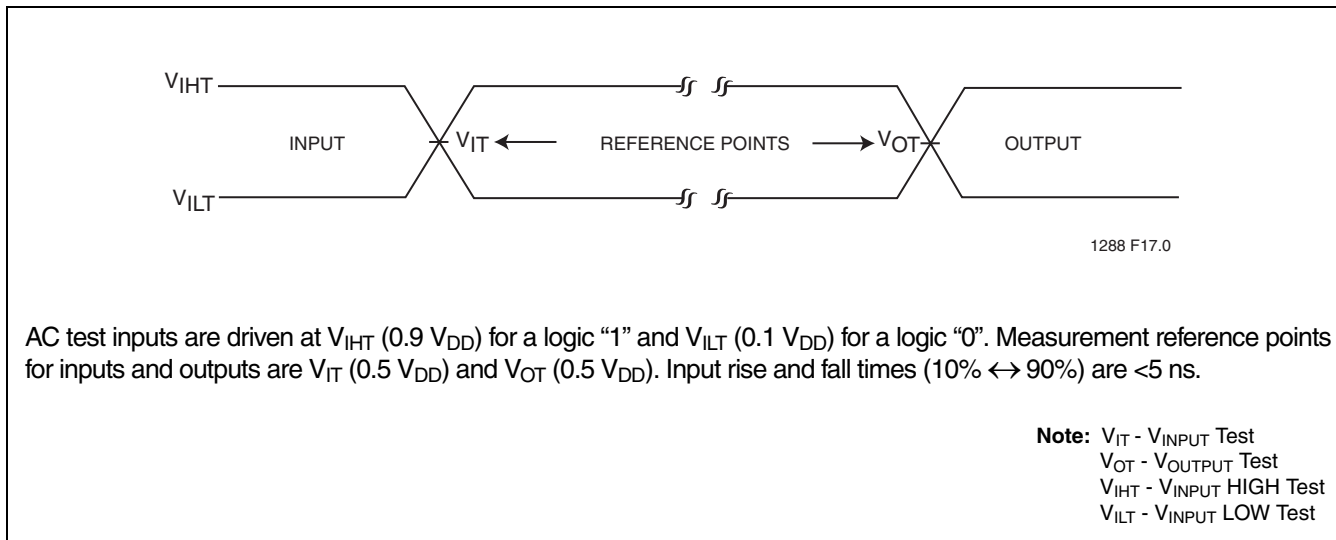 VIHT
INPUT VIT REFERENCE POINTS VOT OUTPUT
VILT
1288 F17.0
AC test inputs are driven at VIHT (0.9 VDD) for a logic “1” and VILT (0.1 VDD) for a logic “0”. Measurement reference points
for inputs and outputs are VIT (0.5 VDD) and VOT (0.5 VDD). Input rise and fall times (10% ↔ 90%) are <5 ns.
Note: VIT - VINPUT Test
VOT - VOUTPUT Test
VIHT - VINPUT HIGH Test
VILT - VINPUT LOW Test